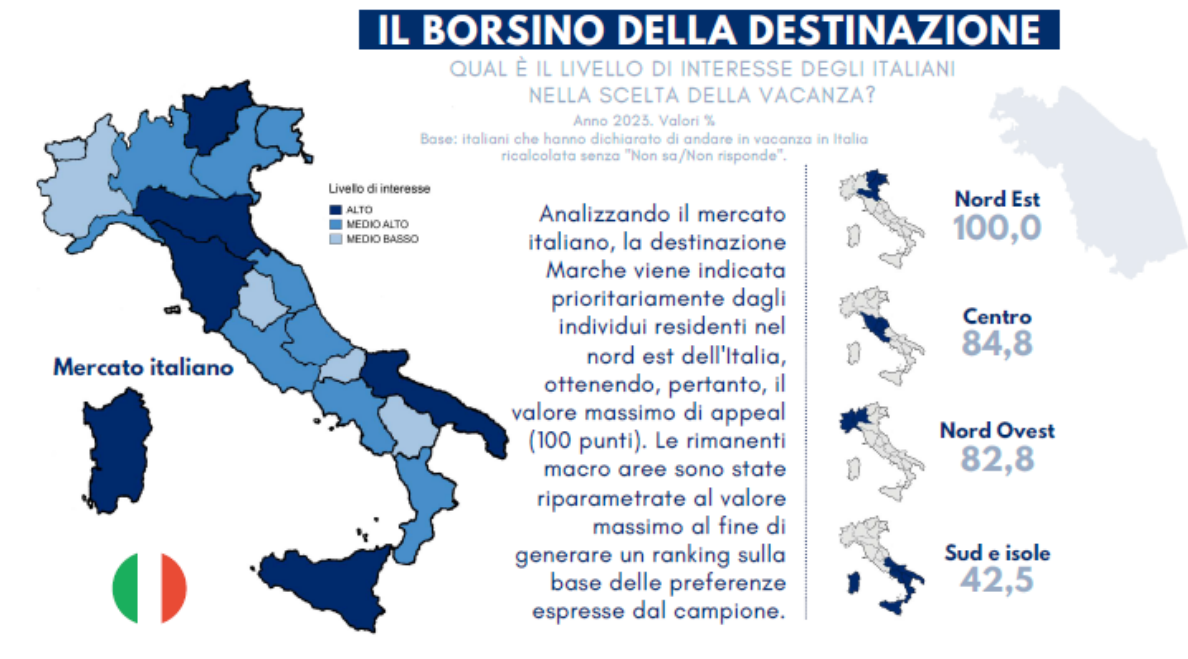 IL BORSINO DELLA DESTINAZIONE
QUAL È IL LIVELLO DI INTERESSE DEGLI ITALIANI
NELLA SCELTA DELLA VACANZA?
Anno 2023. Valori %
Base: italiani che hanno dichiarato di andare in vacanza in Italia
ricalcolata senza "Non sa/Non risponde".
Livello di interesse
ALTO
MEDIO ALTO
MEDIO BASSO
Mercato italiano
Analizzando il mercato
italiano, la destinazione
Marche viene indicata
prioritariamente dagli
individui residenti nel
nord est dell'Italia,
ottenendo, pertanto, il
valore massimo di appeal
(100 punti). Le rimanenti
macro aree sono state
riparametrate al valore
massimo al fine di
generare un ranking sulla
base delle preferenze
espresse dal campione.
Nord Est
100,0
Centro
84,8
Nord Ovest
82,8
Sud e isole
42,5